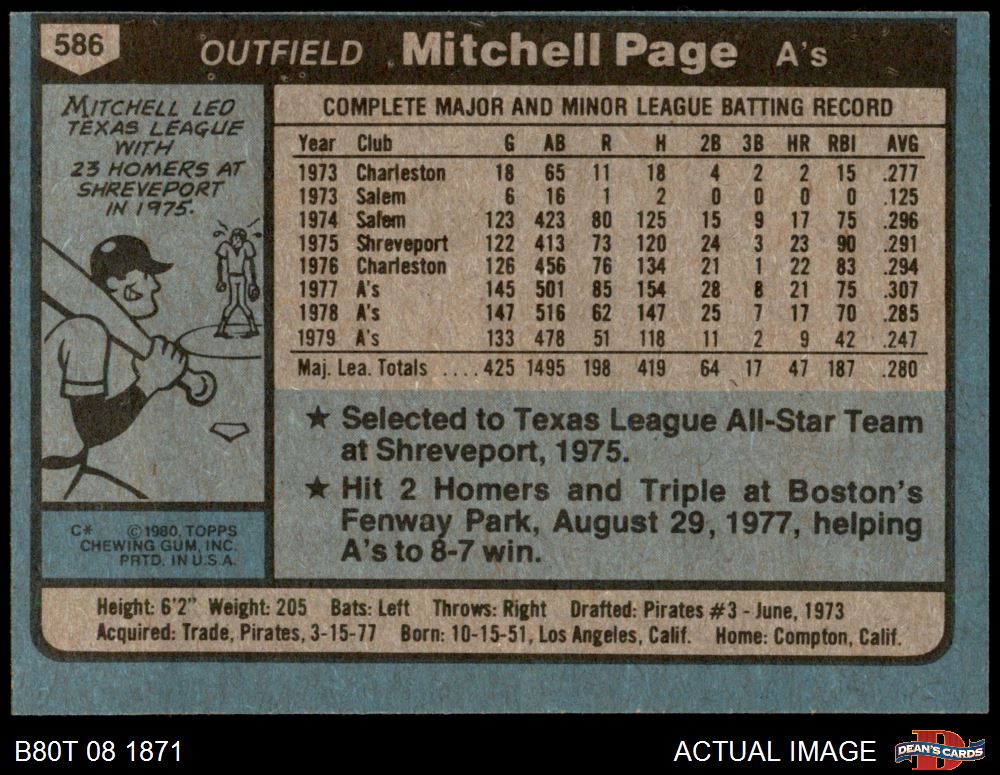 586 OUTFIELD Mitchell Page A's
MITCHELL LED
TEXAS LEAGUE
WITH
23 HOMERS AT
SHREVEPORT
IN 1975.
COMPLETE MAJOR AND MINOR LEAGUE BATTING RECORD
Year Club G AB R H 2B 3B HR RBI AVG
1973 Charleston 18 65 11 18 4 2 2 15 .277
1973 Salem 6 16 1 2 0 0 0 0 .125
1974 Salem 123 423 80 125 15 9 17 75 .296
1975 Shreveport 122 413 73 120 24 3 23 90 .291
1976 Charleston 126 456 76 134 21 1 22 83 .294
1977 A's 145 501 85 154 28 8 21 75 .307
1978 A's 147 516 62 147 25 7 17 70 .285
1979 A's 133 478 51 118 11 2 9 42 .247
Maj. Lea. Totals ....425 1495 198 419 64 17 47 187 .280
★ Selected to Texas League All-Star Team
at Shreveport, 1975.
★ Hit 2 Homers and Triple at Boston's
Fenway Park, August 29, 1977, helping
A's to 8-7 win.
C* ©1980, TOPPS
CHEWING GUM, INC.
PRTD. IN U.S.A.
Height: 6'2" Weight: 205 Bats: Left Throws: Right Drafted: Pirates #3 - June, 1973
Acquired: Trade, Pirates, 3-15-77 Born: 10-15-51, Los Angeles, Calif. Home: Compton, Calif.
B80T 08 1871
ACTUAL IMAGE
D
DEAN'S CARDS